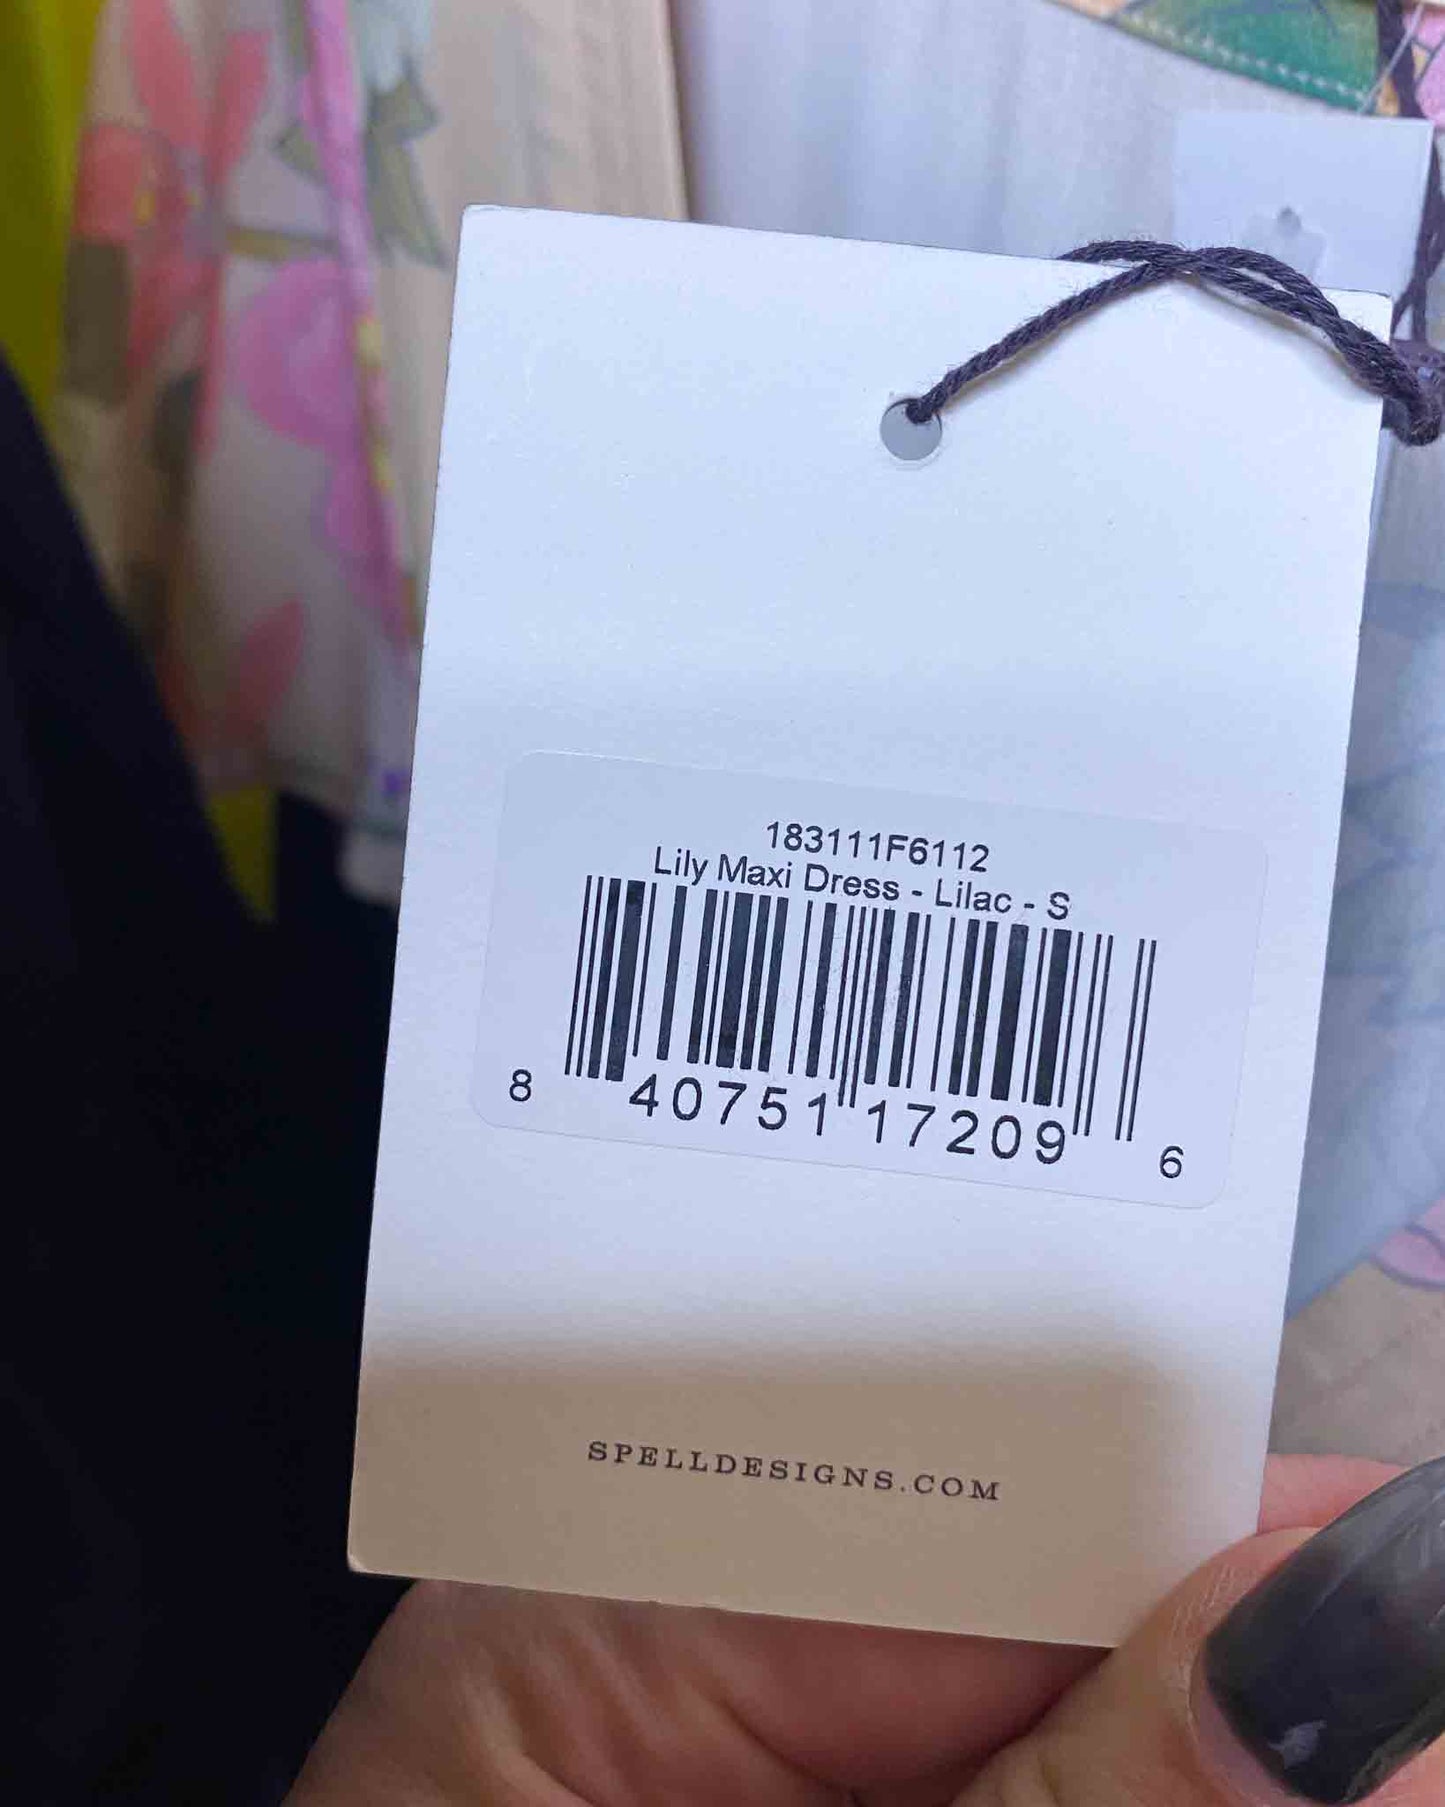 183111F6112
Lily Maxi Dress - Lilac - S
8 40751 17209 6
SPELLDESIGNS.COM